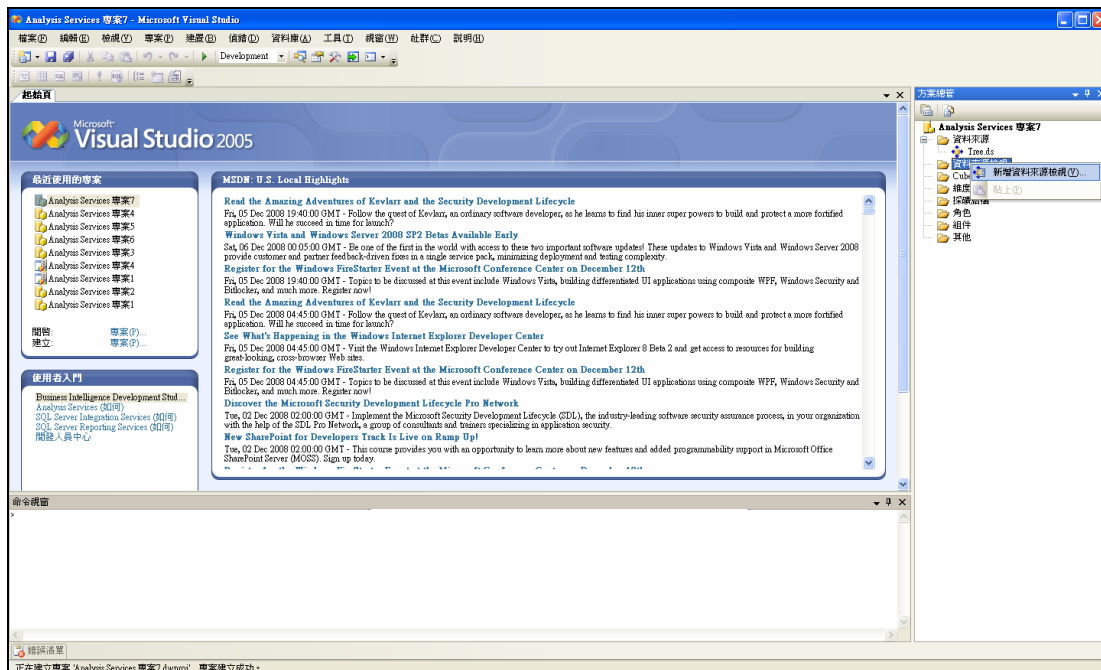 Analysis Services 專案7 - Microsoft Visual Studio
檔案(F) 編輯(E) 檢視(V) 專案(P) 建置(B) 偵錯(D) 資料庫(A) 工具(T) 視窗(W) 社群(C) 說明(H)
Development
起始頁
Microsoft
Visual Studio 2005
最近使用的專案
Analysis Services 專案7
Analysis Services 專案4
Analysis Services 專案5
Analysis Services 專案6
Analysis Services 專案3
Analysis Services 專案4
Analysis Services 專案1
Analysis Services 專案2
Analysis Services 專案1
開啓: 專案(P)...
建立: 專案(P)...
使用者入門
Business Intelligence Development Stud...
Analysis Services (如何)
SQL Server Integration Services (如何)
SQL Server Reporting Services (如何)
開發人員中心
MSDN: U.S. Local Highlights
Read the Amazing Adventures of Kevlarr and the Security Development Lifecycle
Fri, 05 Dec 2008 19:40:00 GMT - Follow the quest of Kevlarr, an ordinary software developer, as he learns to find his inner super powers to build and protect a more fortified
application. Will he succeed in time for launch?
Windows Vista and Windows Server 2008 SP2 Betas Available Early
Sat, 06 Dec 2008 00:05:00 GMT - Be one of the first in the world with access to these two important software updates! These updates to Windows Vista and Windows Server 2008
provide customer and partner feedback-driven fixes in a single service pack, minimizing deployment and testing complexity.
Register for the Windows FireStarter Event at the Microsoft Conference Center on December 12th
Fri, 05 Dec 2008 19:40:00 GMT - Topics to be discussed at this event include Windows Vista, building differentiated UI applications using composite WPF, Windows Security and
Bitlocker, and much more. Register now!
Read the Amazing Adventures of Kevlarr and the Security Development Lifecycle
Fri, 05 Dec 2008 04:45:00 GMT - Follow the quest of Kevlarr, an ordinary software developer, as he learns to find his inner super powers to build and protect a more fortified
application. Will he succeed in time for launch?
See What's Happening in the Windows Internet Explorer Developer Center
Fri, 05 Dec 2008 04:45:00 GMT - Visit the Windows Internet Explorer Developer Center to try out Internet Explorer 8 Beta 2 and get access to resources for building
great-looking, cross-browser Web sites.
Register for the Windows FireStarter Event at the Microsoft Conference Center on December 12th
Fri, 05 Dec 2008 04:45:00 GMT - Topics to be discussed at this event include Windows Vista, building differentiated UI applications using composite WPF, Windows Security and
Bitlocker, and much more. Register now!
Discover the Microsoft Security Development Lifecycle Pro Network
Tue, 02 Dec 2008 02:00:00 GMT - Implement the Microsoft Security Development Lifecycle (SDL), the industry-leading software security assurance process, in your organization
with the help of the SDL Pro Network, a group of consultants and trainers specializing in application security.
New SharePoint for Developers Track Is Live on Ramp Up!
Tue, 02 Dec 2008 02:00:00 GMT - This course provides you with an opportunity to learn more about new features and added programmability support in Microsoft Office
SharePoint Server (MOSS). Sign up today.
方案總管
Analysis Services 專案7
資料來源
Tree.ds
資料來源檢視
新增資料來源檢視(V)...
Cube
貼上(P)
維度
採礦結構
角色
組件
其他
命令視窗
>
錯誤清單
正在建立專案 'Analysis Services 專案7.dwproj'... 專案建立成功。